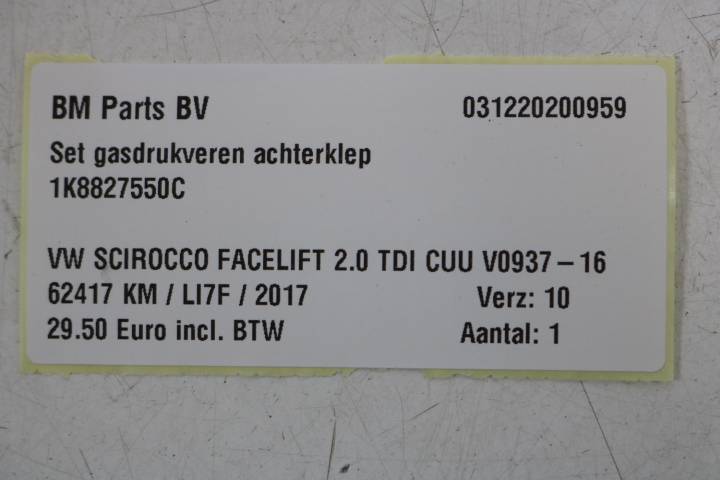 BM Parts BV 031220200959
Set gasdrukveren achterklep
1K8827550C
VW SCIROCCO FACELIFT 2.0 TDI CUU V0937-16
62417 KM / LI7F / 2017 Verz: 10
29.50 Euro incl. BTW Aantal: 1